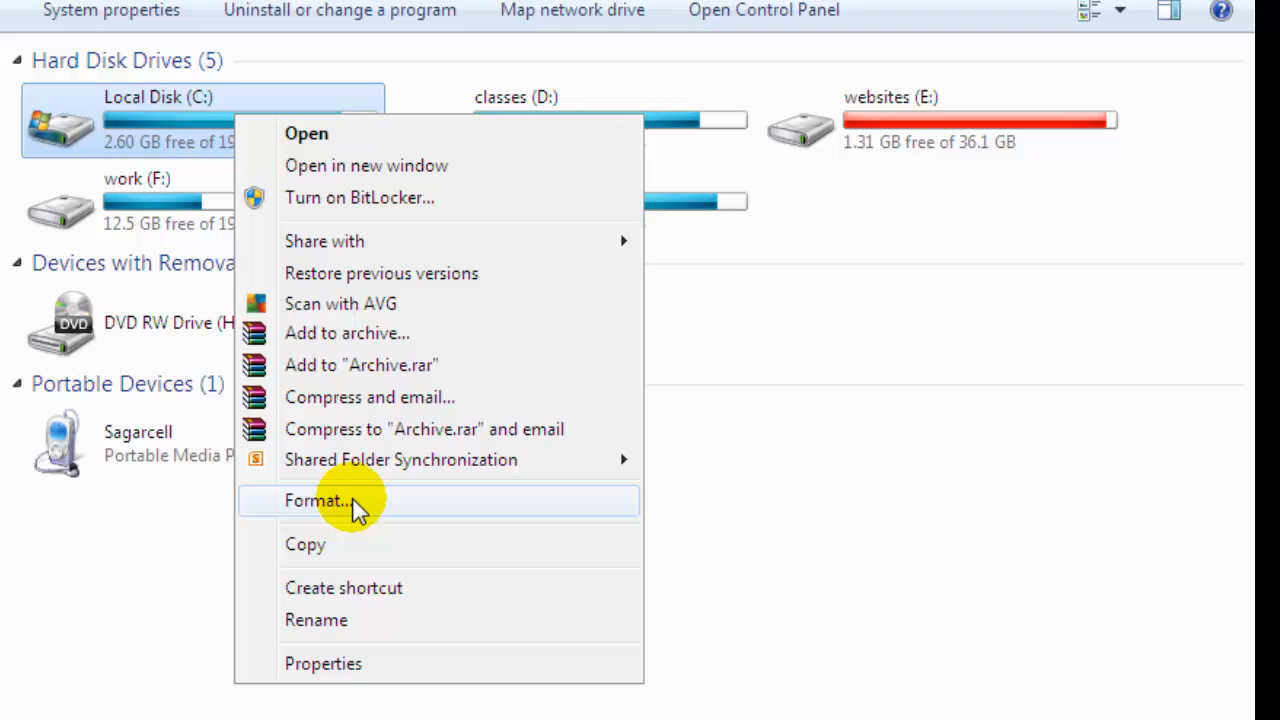 System properties Uninstall or change a program Map network drive Open Control Panel
Hard Disk Drives (5)
Local Disk (C:)
2.60 GB free of 19
classes (D:)
websites (E:)
1.31 GB free of 36.1 GB
work (F:)
12.5 GB free of 19
Devices with Remova
DVD
DVD RW Drive (H
Portable Devices (1)
Sagarcell
Portable Media P
Open
Open in new window
Turn on BitLocker...
Share with
Restore previous versions
Scan with AVG
Add to archive...
Add to "Archive.rar"
Compress and email...
Compress to "Archive.rar" and email
S
Shared Folder Synchronization
Format...
Copy
Create shortcut
Rename
Properties